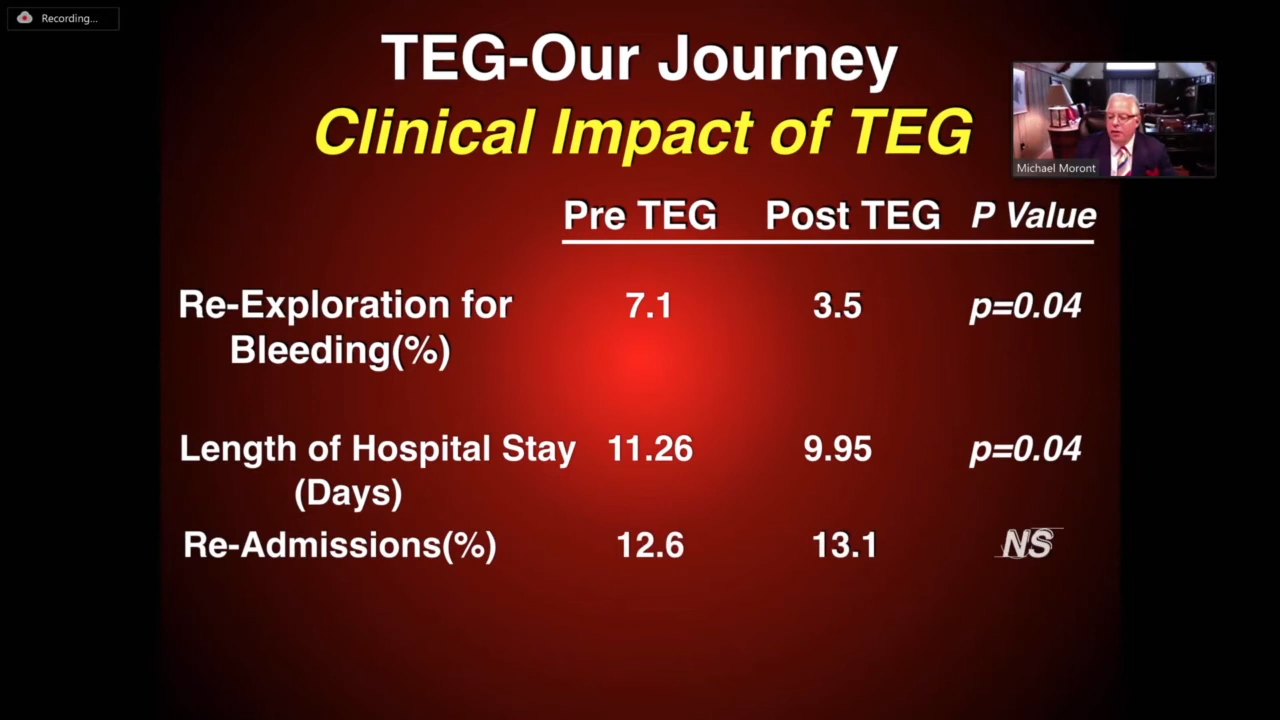 Recording...
TEG-Our Journey
Clinical Impact of TEG
Michael Moront
Pre TEG Post TEG P Value
Re-Exploration for 7.1 3.5 p=0.04
Bleeding(%)
Length of Hospital Stay 11.26 9.95 p=0.04
(Days)
Re-Admissions(%) 12.6 13.1 NS